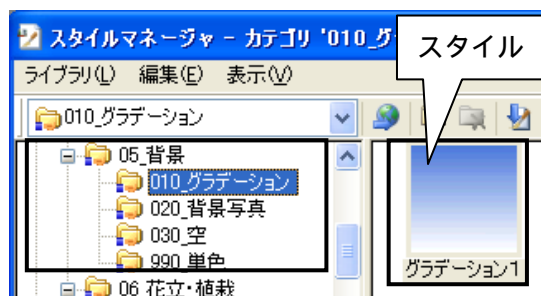 スタイルマネージャ - カテゴリ '010_グ
スタイル
ライブラリ(L) 編集(E) 表示(V)
010_グラデーション
05_背景
010_グラデーション
020_背景写真
030_空
990_単色
06_花立・植栽
グラデーション1